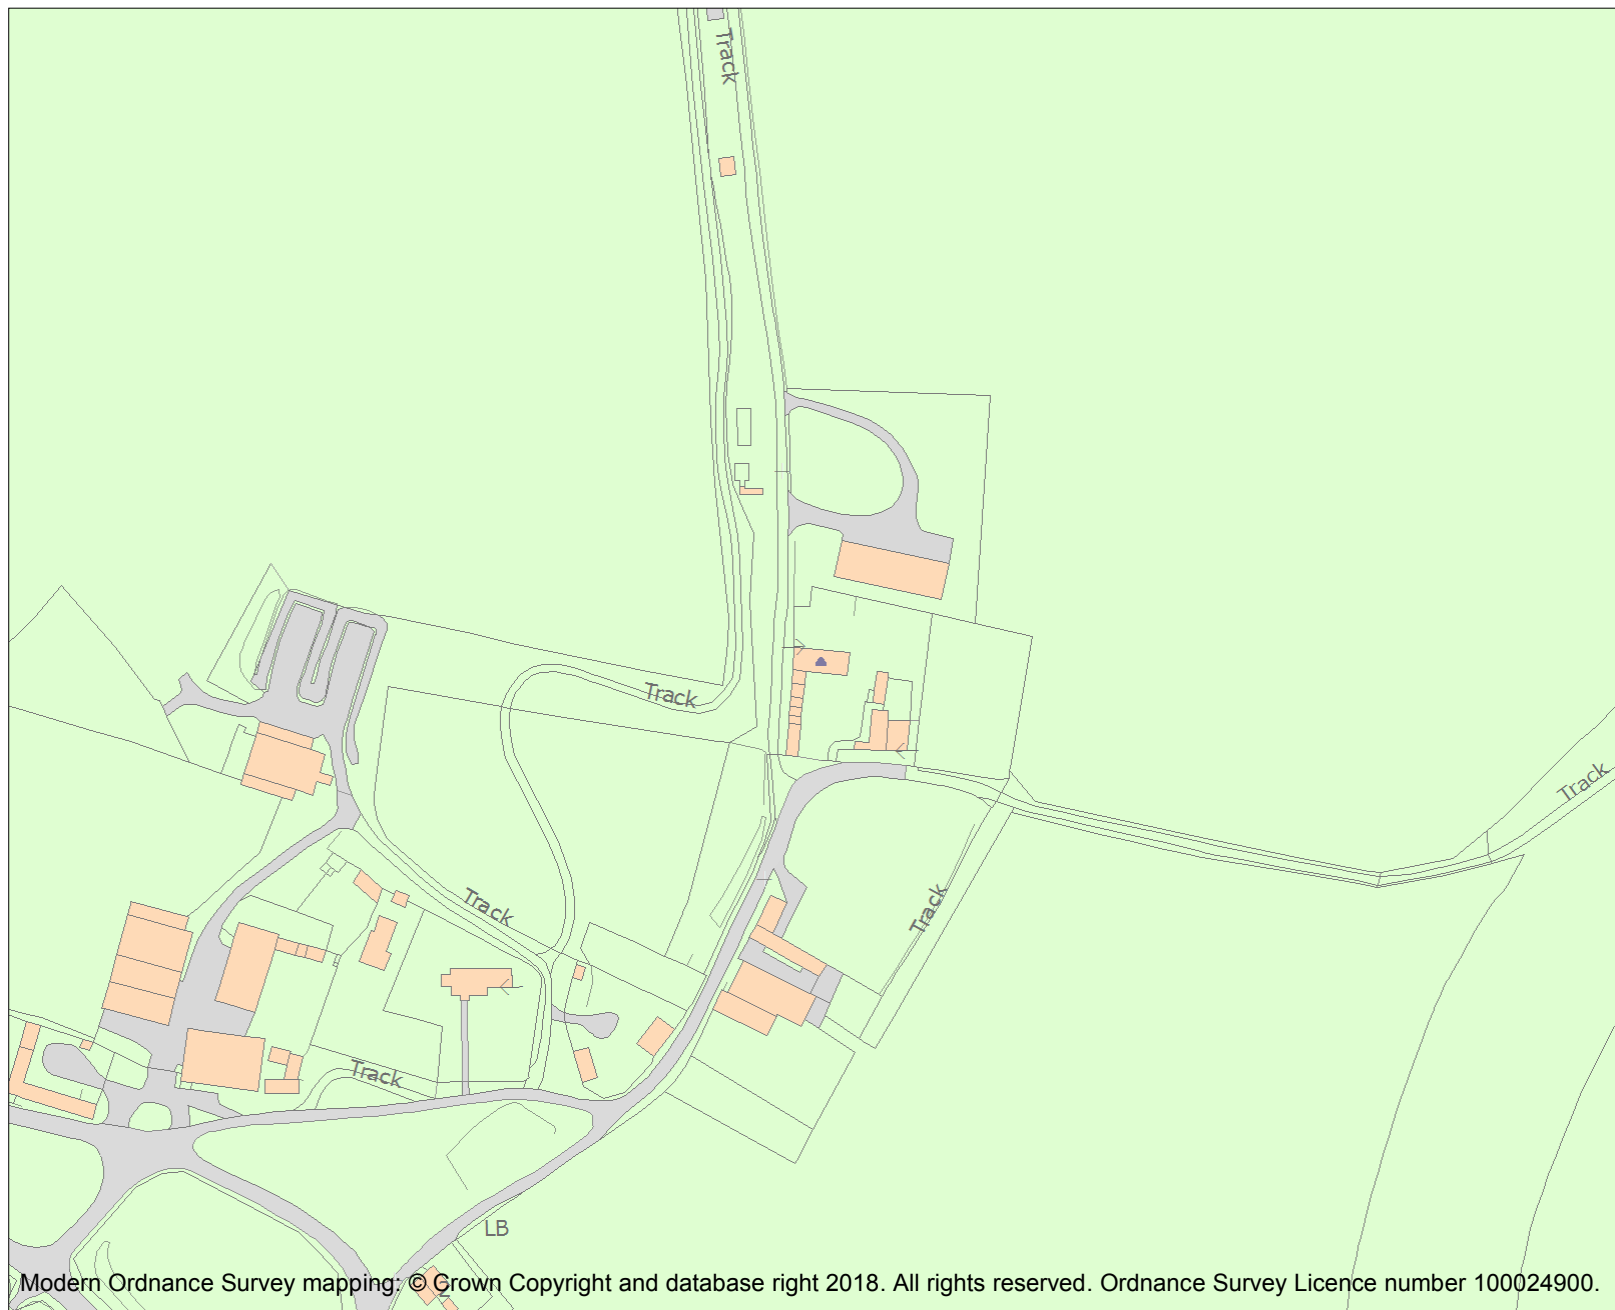 Track
Track
Track
Track
Track
Track
LB
2
Modern Ordnance Survey mapping: © Crown Copyright and database right 2018. All rights reserved. Ordnance Survey Licence number 100024900.